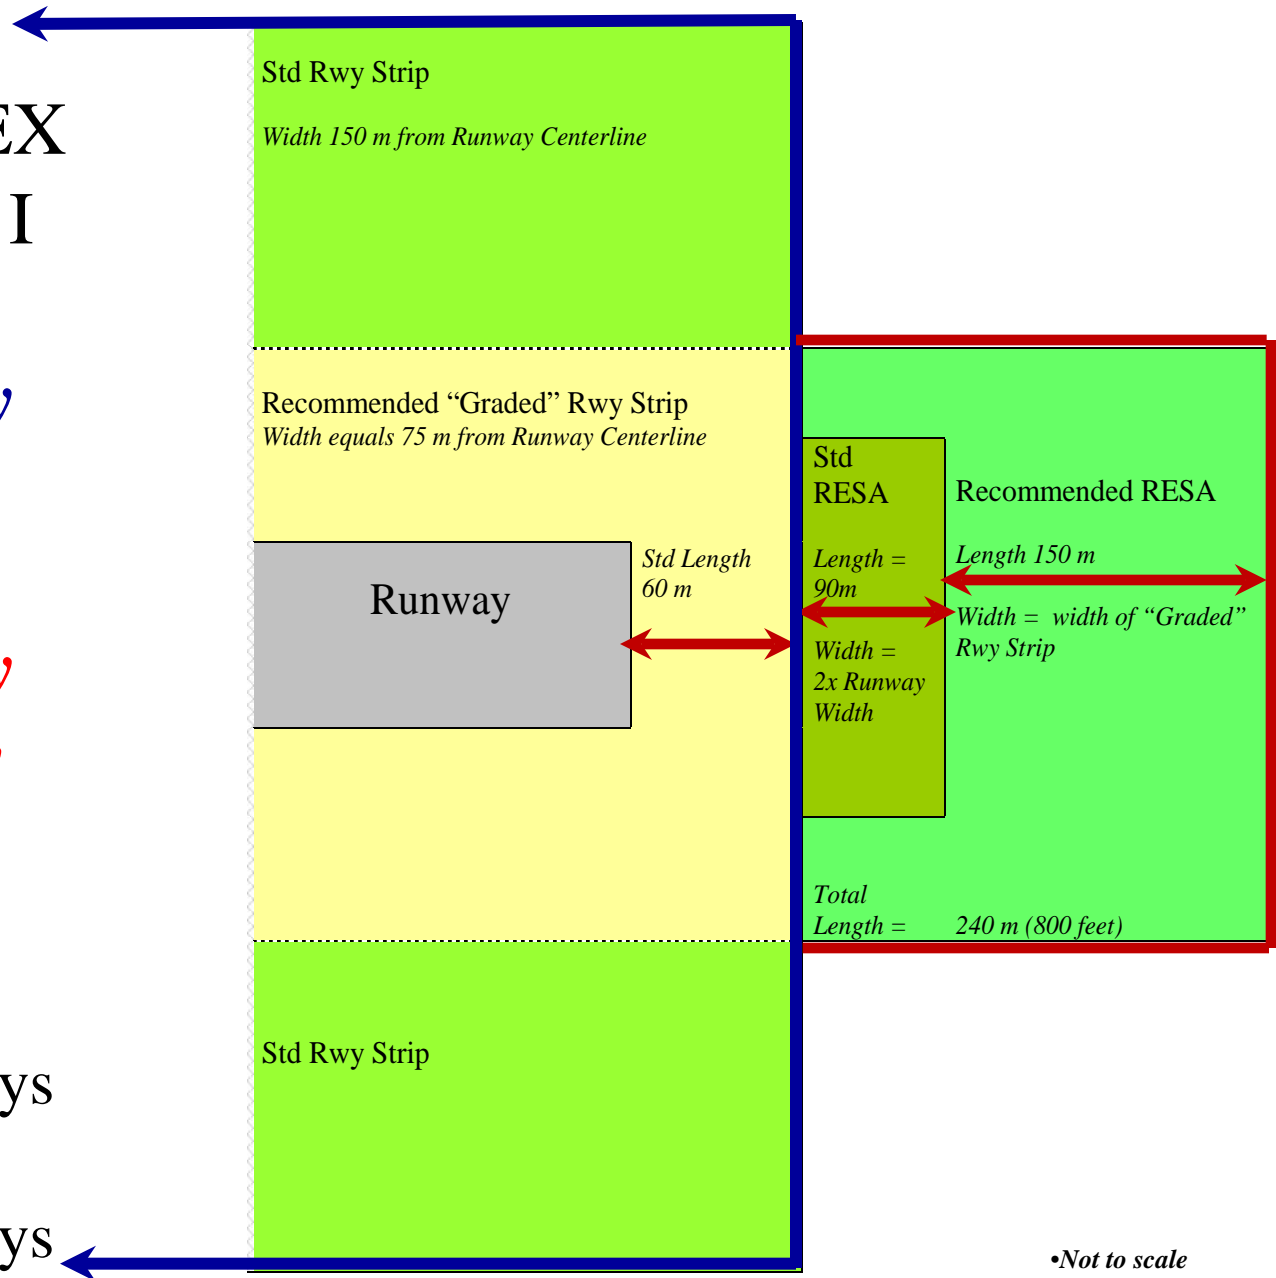 EX
I
y
y
ys
ys
Std Rwy Strip
Width 150 m from Runway Centerline
Recommended “Graded” Rwy Strip
Width equals 75 m from Runway Centerline
Runway
Std Length
60 m
Std
RESA
Length =
90m
Width =
2x Runway
Width
Recommended RESA
Length 150 m
Width = width of “Graded”
Rwy Strip
Total
Length = 240 m (800 feet)
Std Rwy Strip
•Not to scale